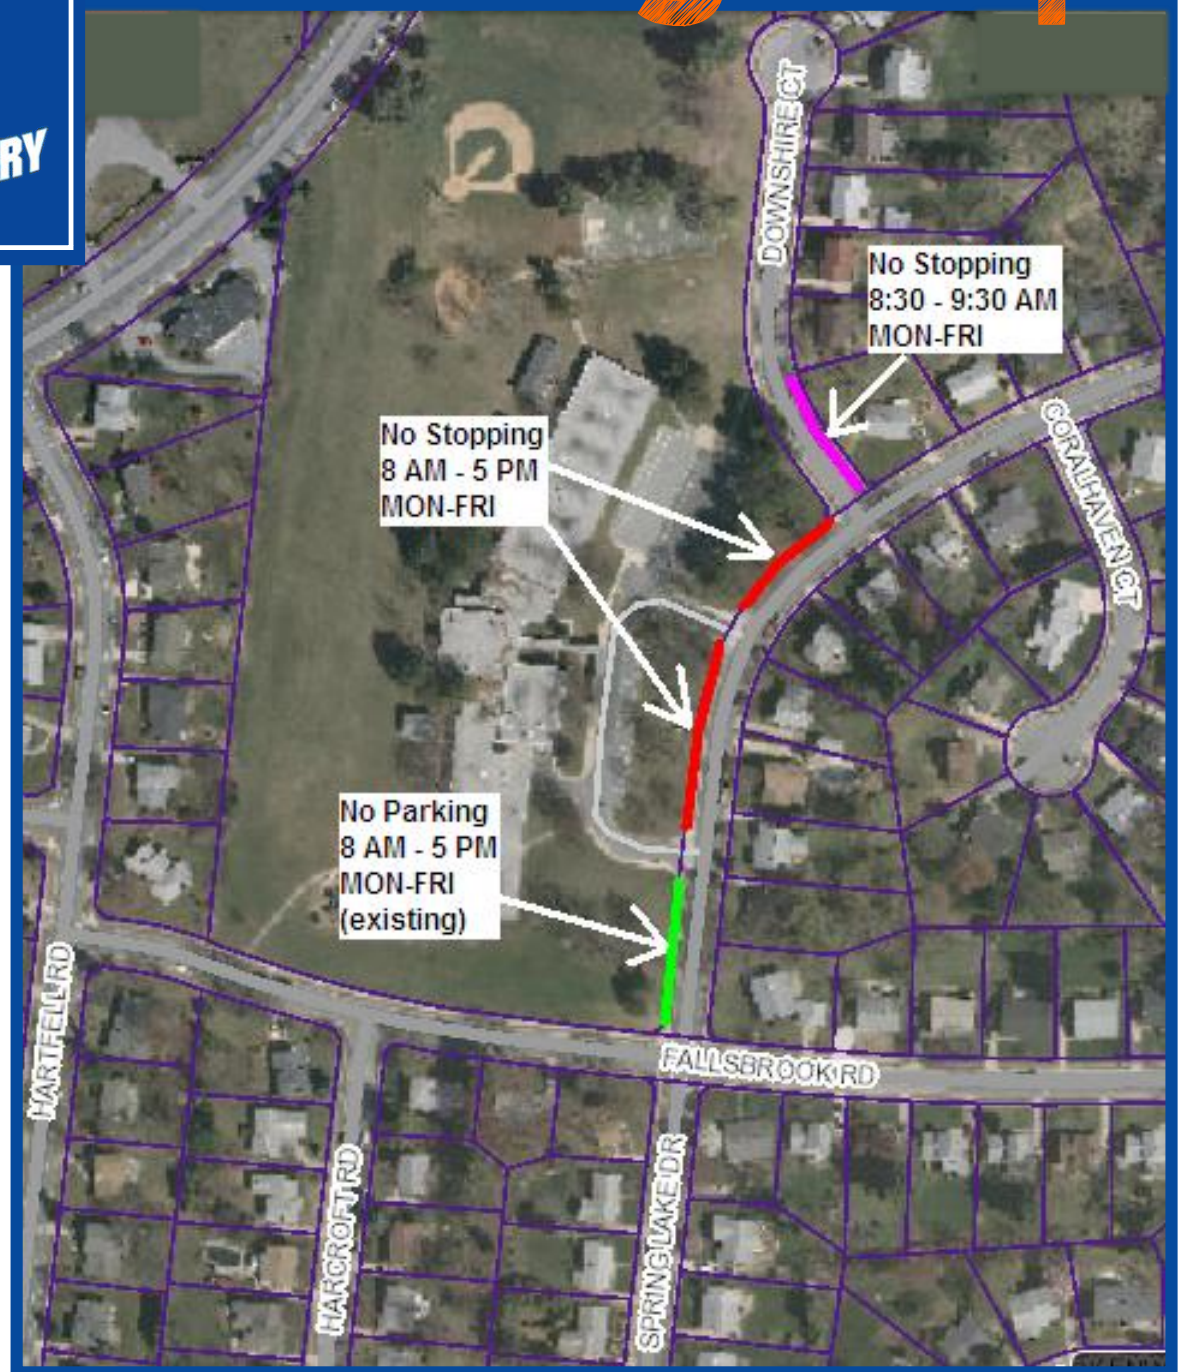 RY
DOWNSHIRE CT
No Stopping
8:30 - 9:30 AM
MON-FRI
No Stopping
8 AM - 5 PM
MON-FRI
CORALHAVEN CT
No Parking
8 AM - 5 PM
MON-FRI
(existing)
HARTFELL RD
FALLSBROOK RD
HARCROFT RD
SPRING LAKE DR